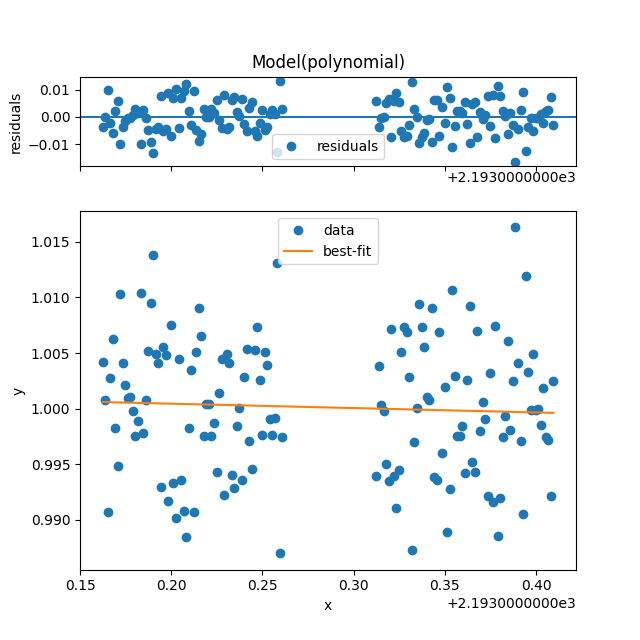 Model(polynomial)
residuals
0.01
0.00
−0.01
residuals
+2.1930000000e3
y
1.015
1.010
1.005
1.000
0.995
0.990
data
best-fit
0.15
0.20
0.25
0.30
0.35
0.40
x
+2.1930000000e3